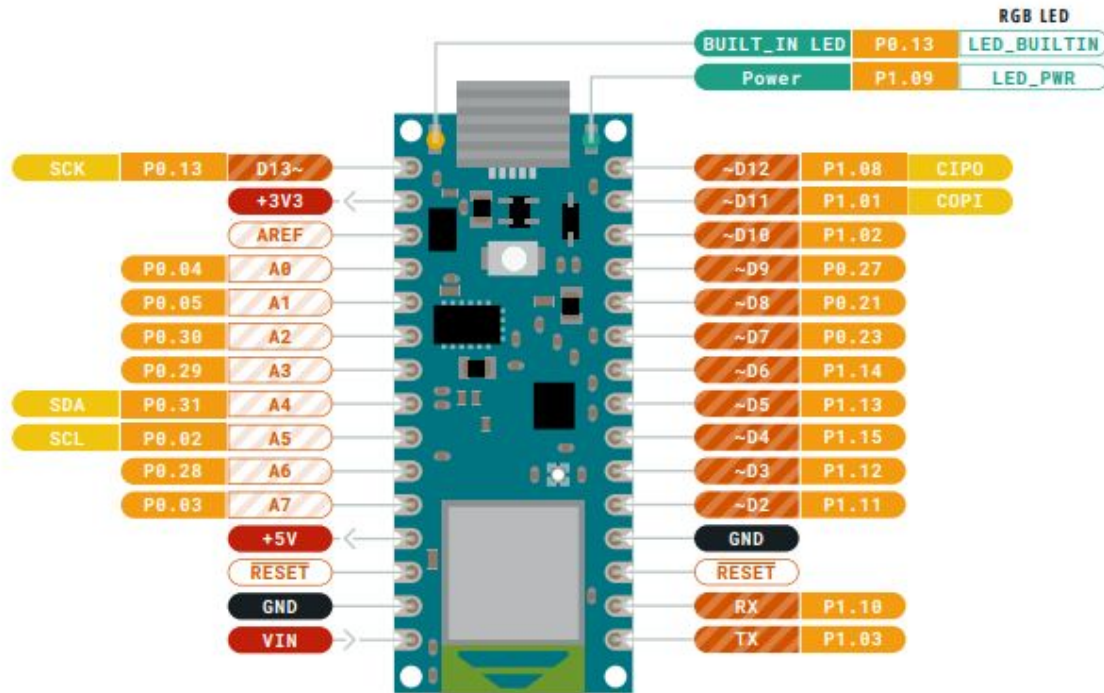 RGB LED
BUILT_IN LED P0.13 LED_BUILTIN
Power P1.09 LED_PWR
SCK P0.13 D13~
+3V3
AREF
P0.04 A0
P0.05 A1
P0.30 A2
P0.29 A3
SDA P0.31 A4
SCL P0.02 A5
P0.28 A6
P0.03 A7
+5V
RESET
GND
VIN
~D12 P1.08 CIPO
~D11 P1.01 COPI
~D10 P1.02
~D9 P0.27
~D8 P0.21
~D7 P0.23
~D6 P1.14
~D5 P1.13
~D4 P1.15
~D3 P1.12
~D2 P1.11
GND
RESET
RX P1.10
TX P1.03